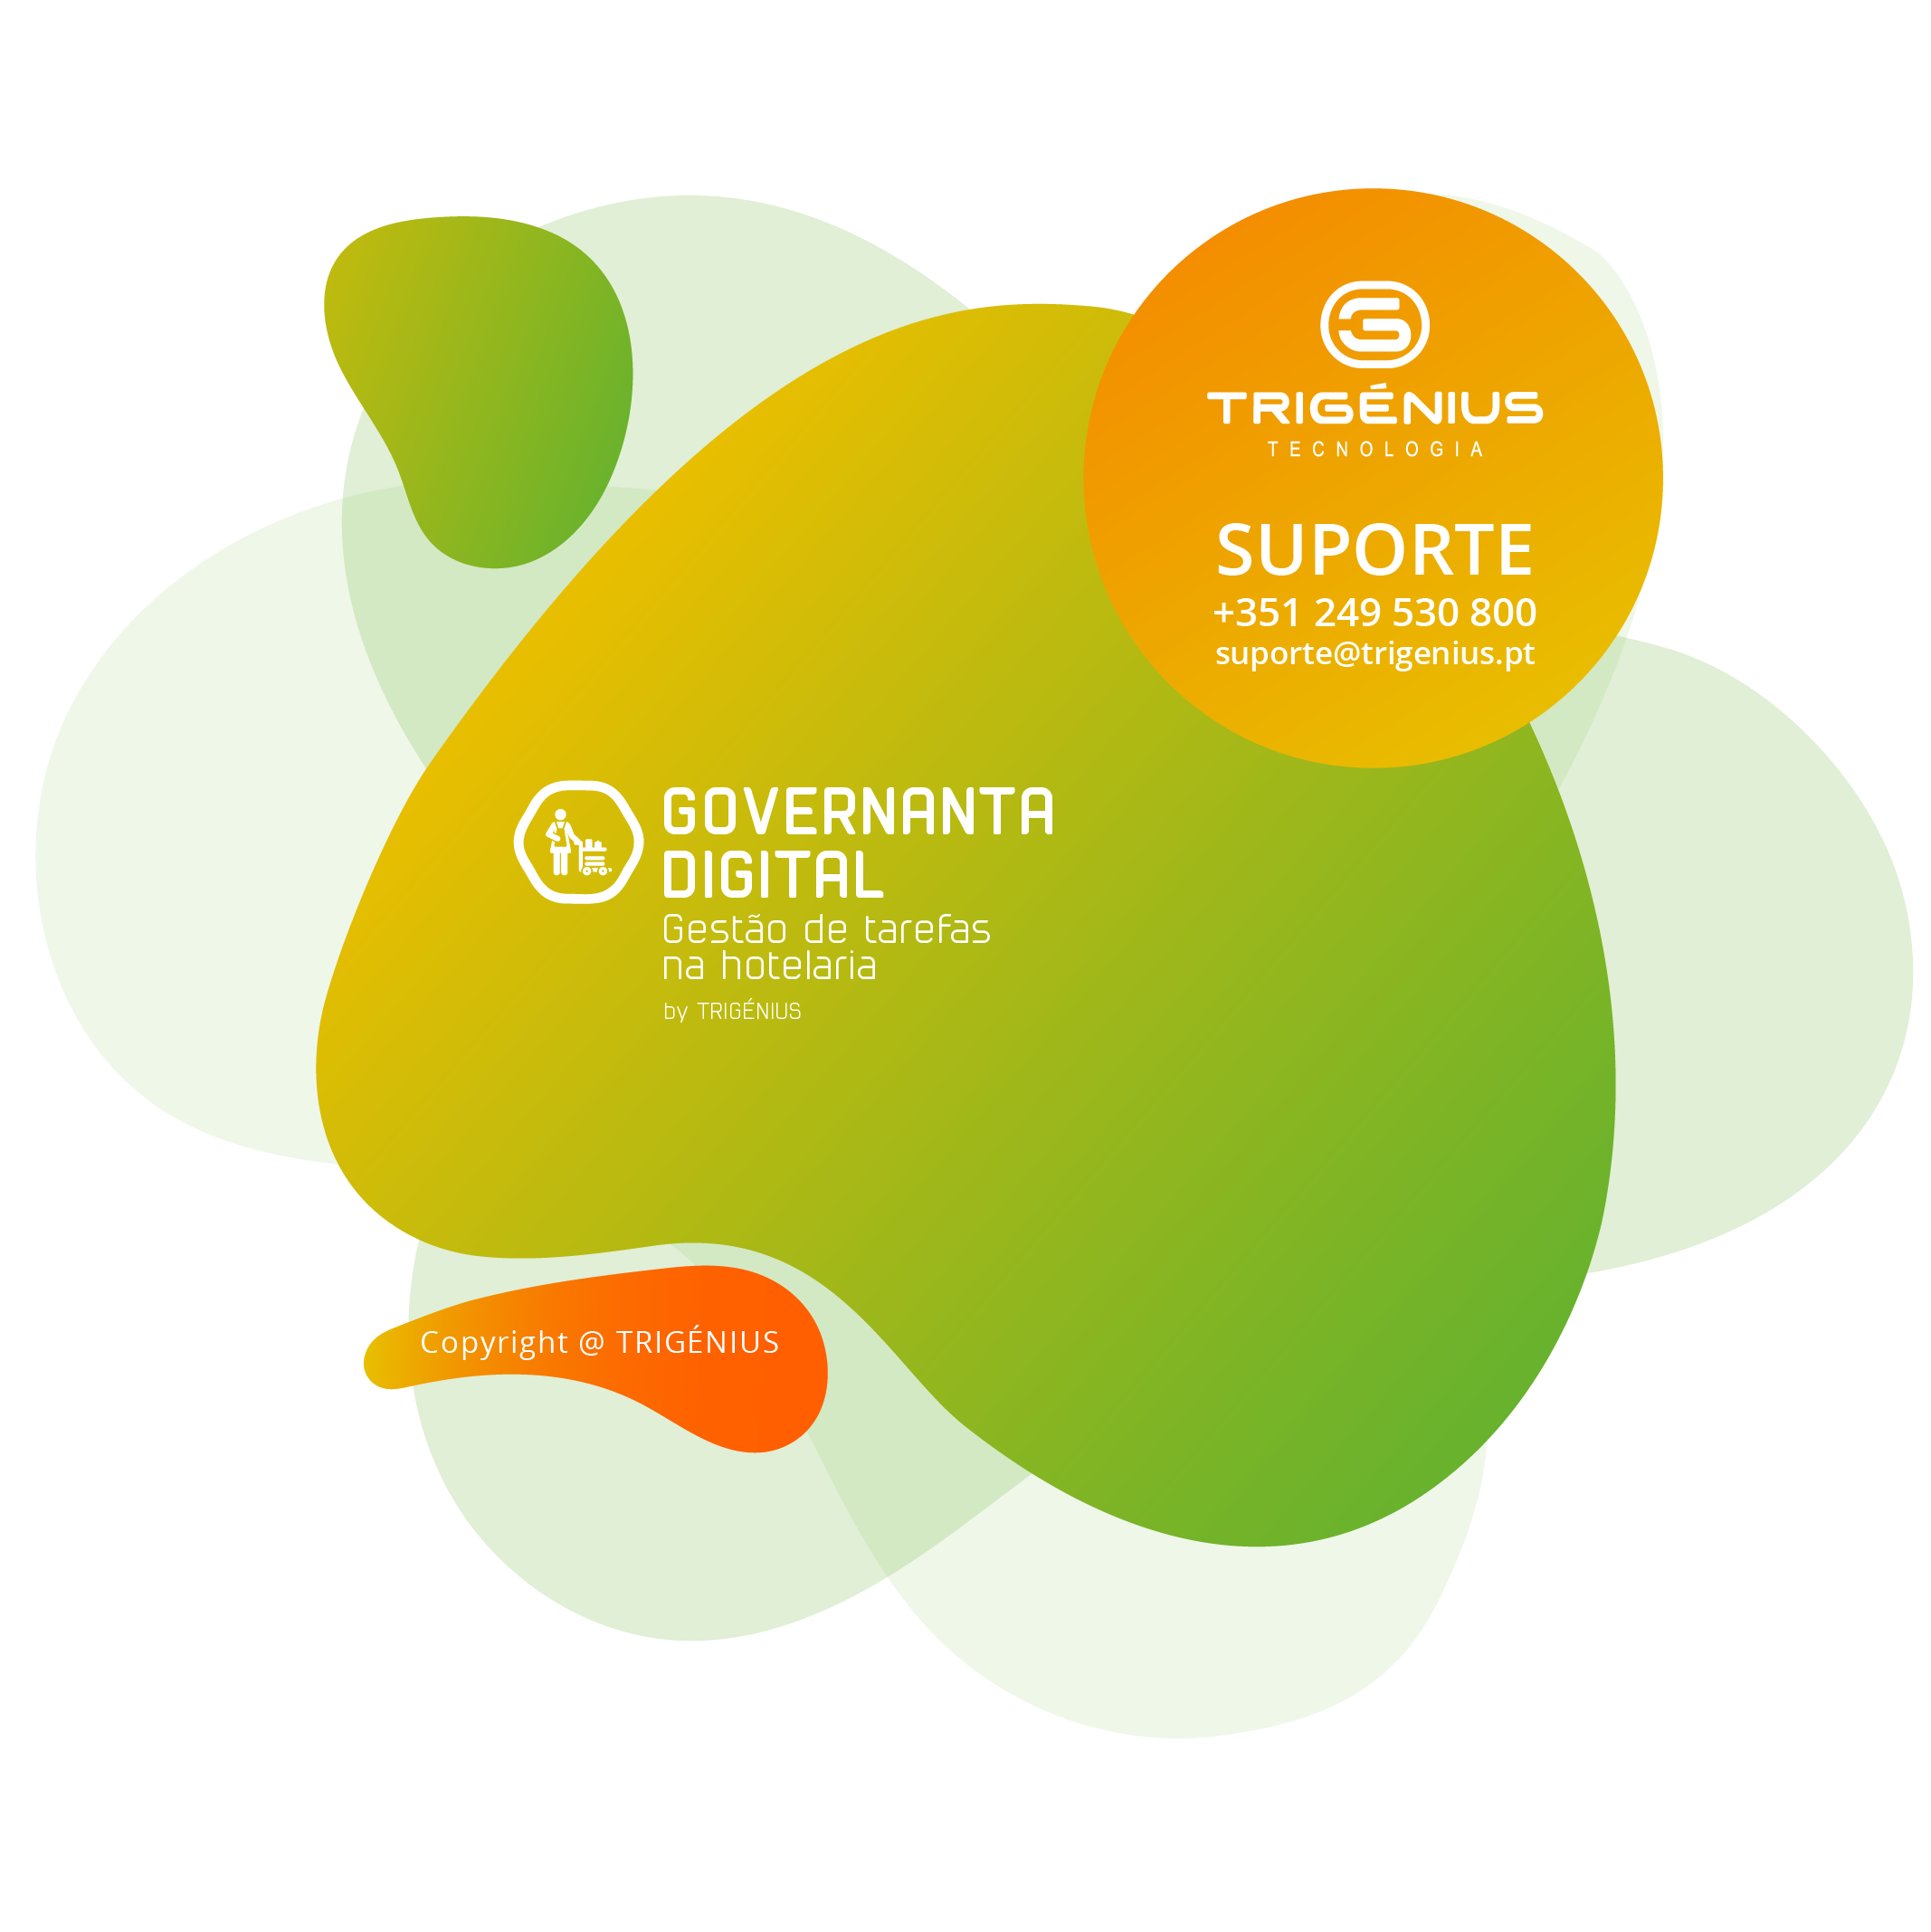 TRIGÉNIUS
TECNOLOGIA
SUPORTE
+351 249 530 800
suporte@trigenius.pt
GOVERNANTA
DIGITAL
Gestão de tarefas
na hotelaria
by TRIGÉNIUS
Copyright @ TRIGÉNIUS